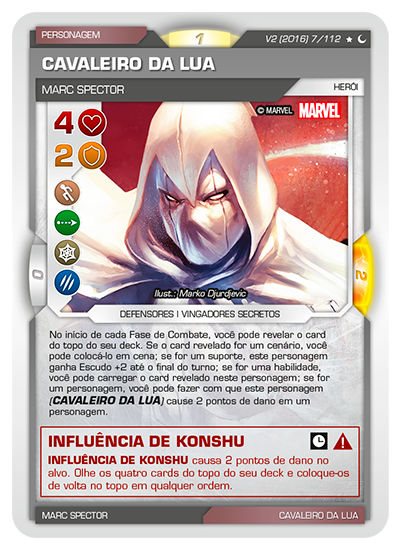 PERSONAGEM
1
V2 (2016) 7/112
CAVALEIRO DA LUA
MARC SPECTOR
HERÓI
© MARVEL MARVEL
4
2
0
2
Ilust.: Marko Djurdjevic
DEFENSORES | VINGADORES SECRETOS
No início de cada Fase de Combate, você pode revelar o card
do topo do seu deck. Se o card revelado for um cenário, você
pode colocá-lo em cena; se for um suporte, este personagem
ganha Escudo +2 até o final do turno; se for uma habilidade,
você pode carregar o card revelado neste personagem; se for
um personagem, você pode fazer com que este personagem
(CAVALEIRO DA LUA) cause 2 pontos de dano em um
personagem.
INFLUÊNCIA DE KONSHU
INFLUÊNCIA DE KONSHU causa 2 pontos de dano no
alvo. Olhe os quatro cards do topo do seu deck e coloque-os
de volta no topo em qualquer ordem.
MARC SPECTOR
CAVALEIRO DA LUA